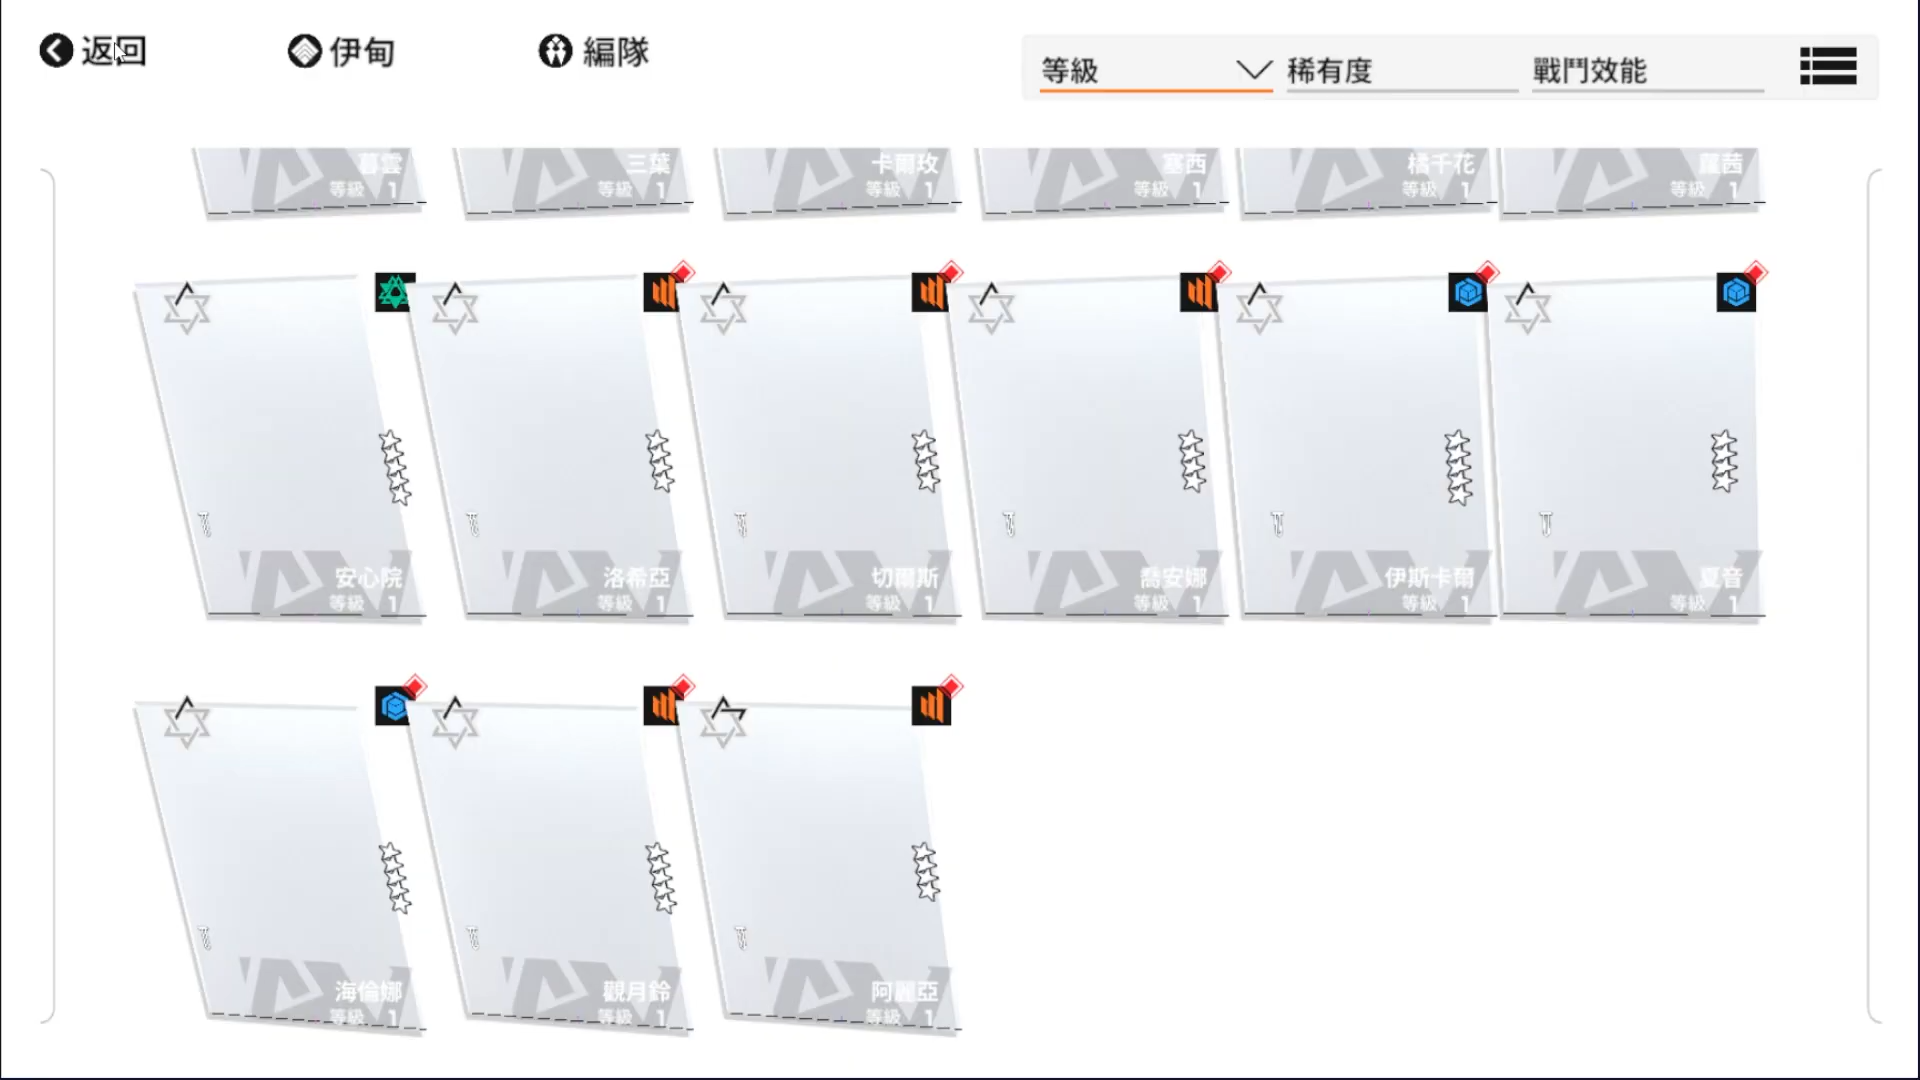 返回 伊甸 編隊 等級 稀有度 戰鬥效能
暮雲 三葉 卡爾玫 塞西 橘千花 蘿茜
等級 1 等級 1 等級 1 等級 1 等級 1 等級 1
安心院 洛希亞 切爾斯 喬安娜 伊斯卡爾 夏音
等級 1 等級 1 等級 1 等級 1 等級 1 等級 1
海倫娜 觀月鈴 阿麗亞
等級 1 等級 1 等級 1